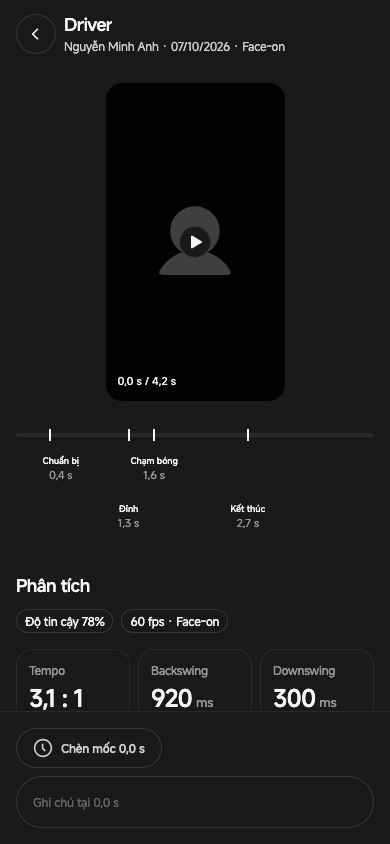 Driver
Nguyễn Minh Anh · 07/10/2026 · Face-on
0,0 s / 4,2 s
Chuẩn bị
0,4 s
Chạm bóng
1,6 s
Đỉnh
1,3 s
Kết thúc
2,7 s
Phân tích
Độ tin cậy 78%
60 fps · Face-on
Tempo
3,1 : 1
Backswing
920 ms
Downswing
300 ms
Chèn mốc 0,0 s
Ghi chú tại 0,0 s